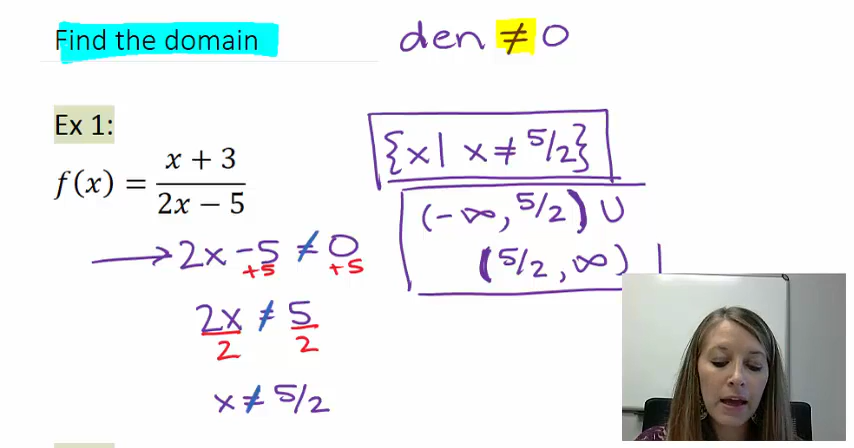 Find the domain
den ≠ 0
Ex 1:
f(x) = (x + 3)/(2x − 5)
{x| x ≠ 5/2}
(-∞, 5/2) ∪
(5/2, ∞)
2x - 5 ≠ 0
+5 +5
2x ≠ 5
2 2
x ≠ 5/2